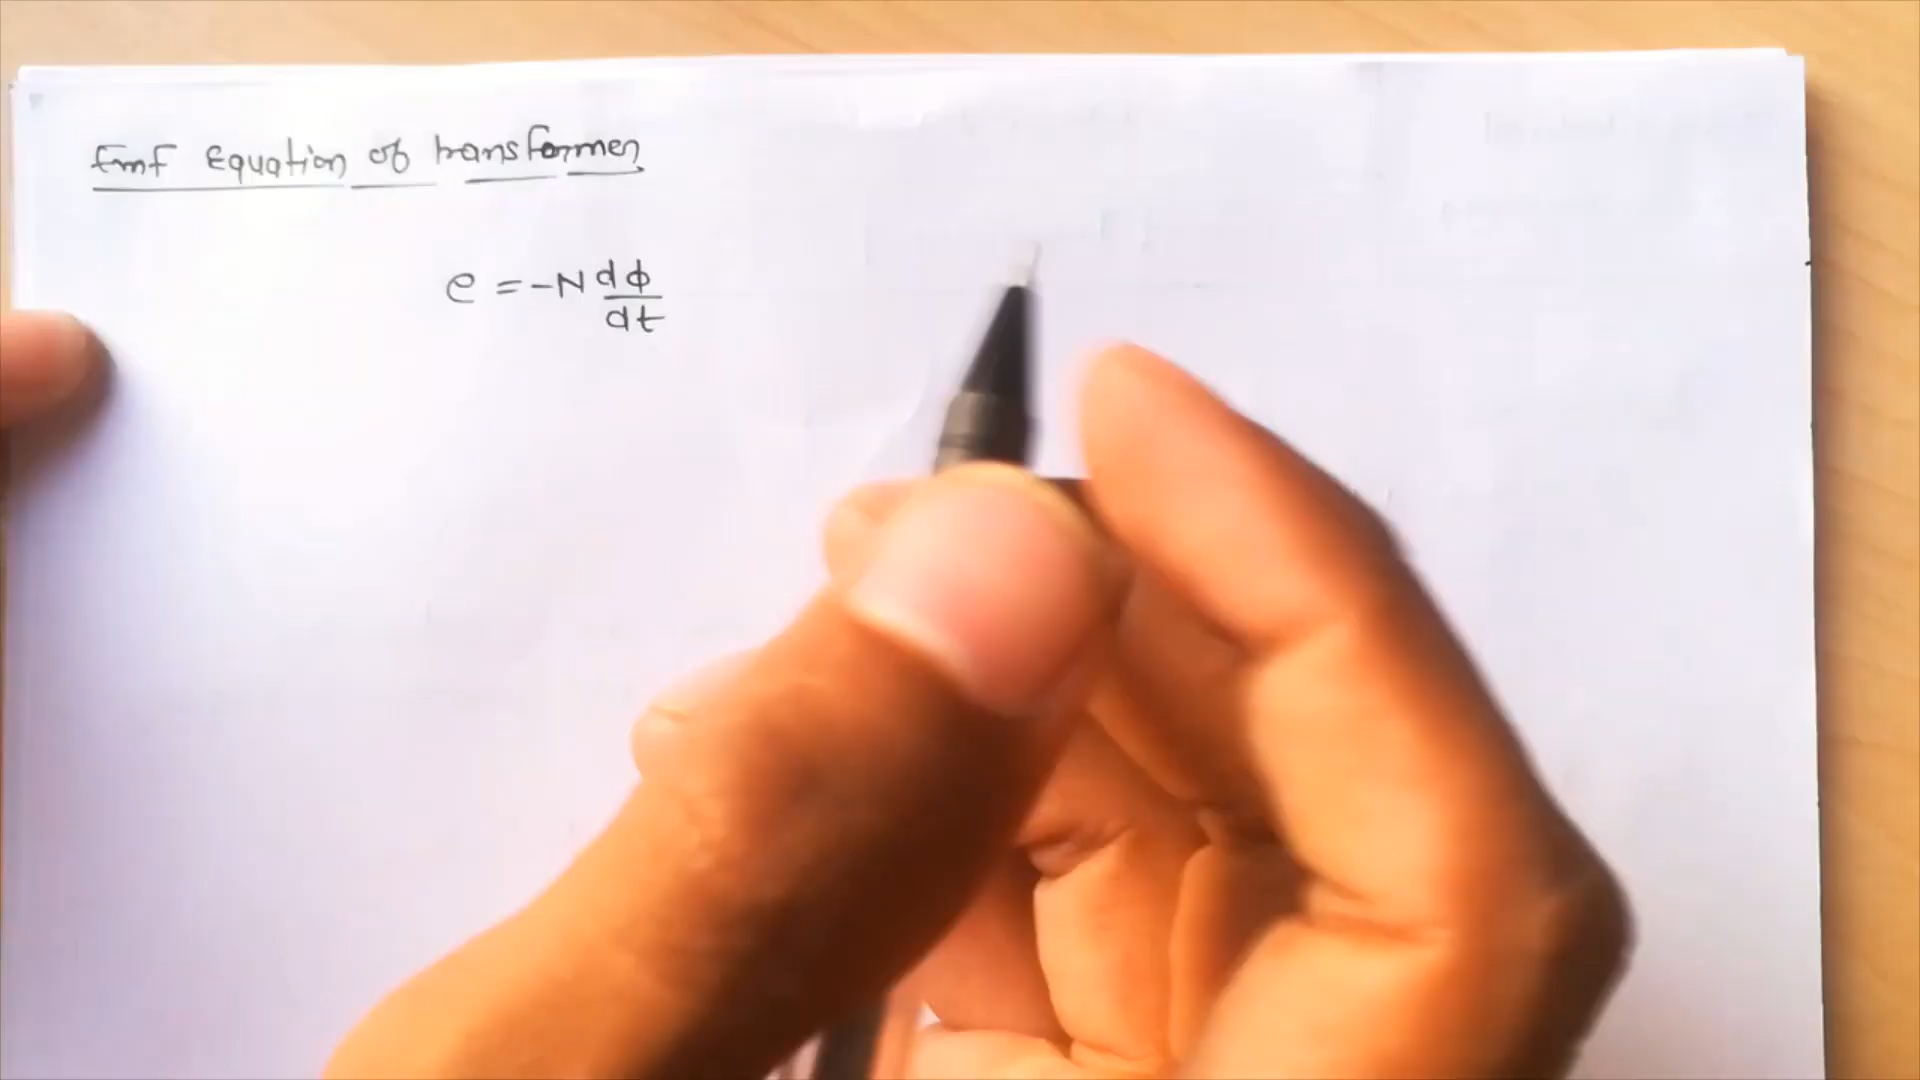 Emf Equation of transformer
e = -N dϕ/dt